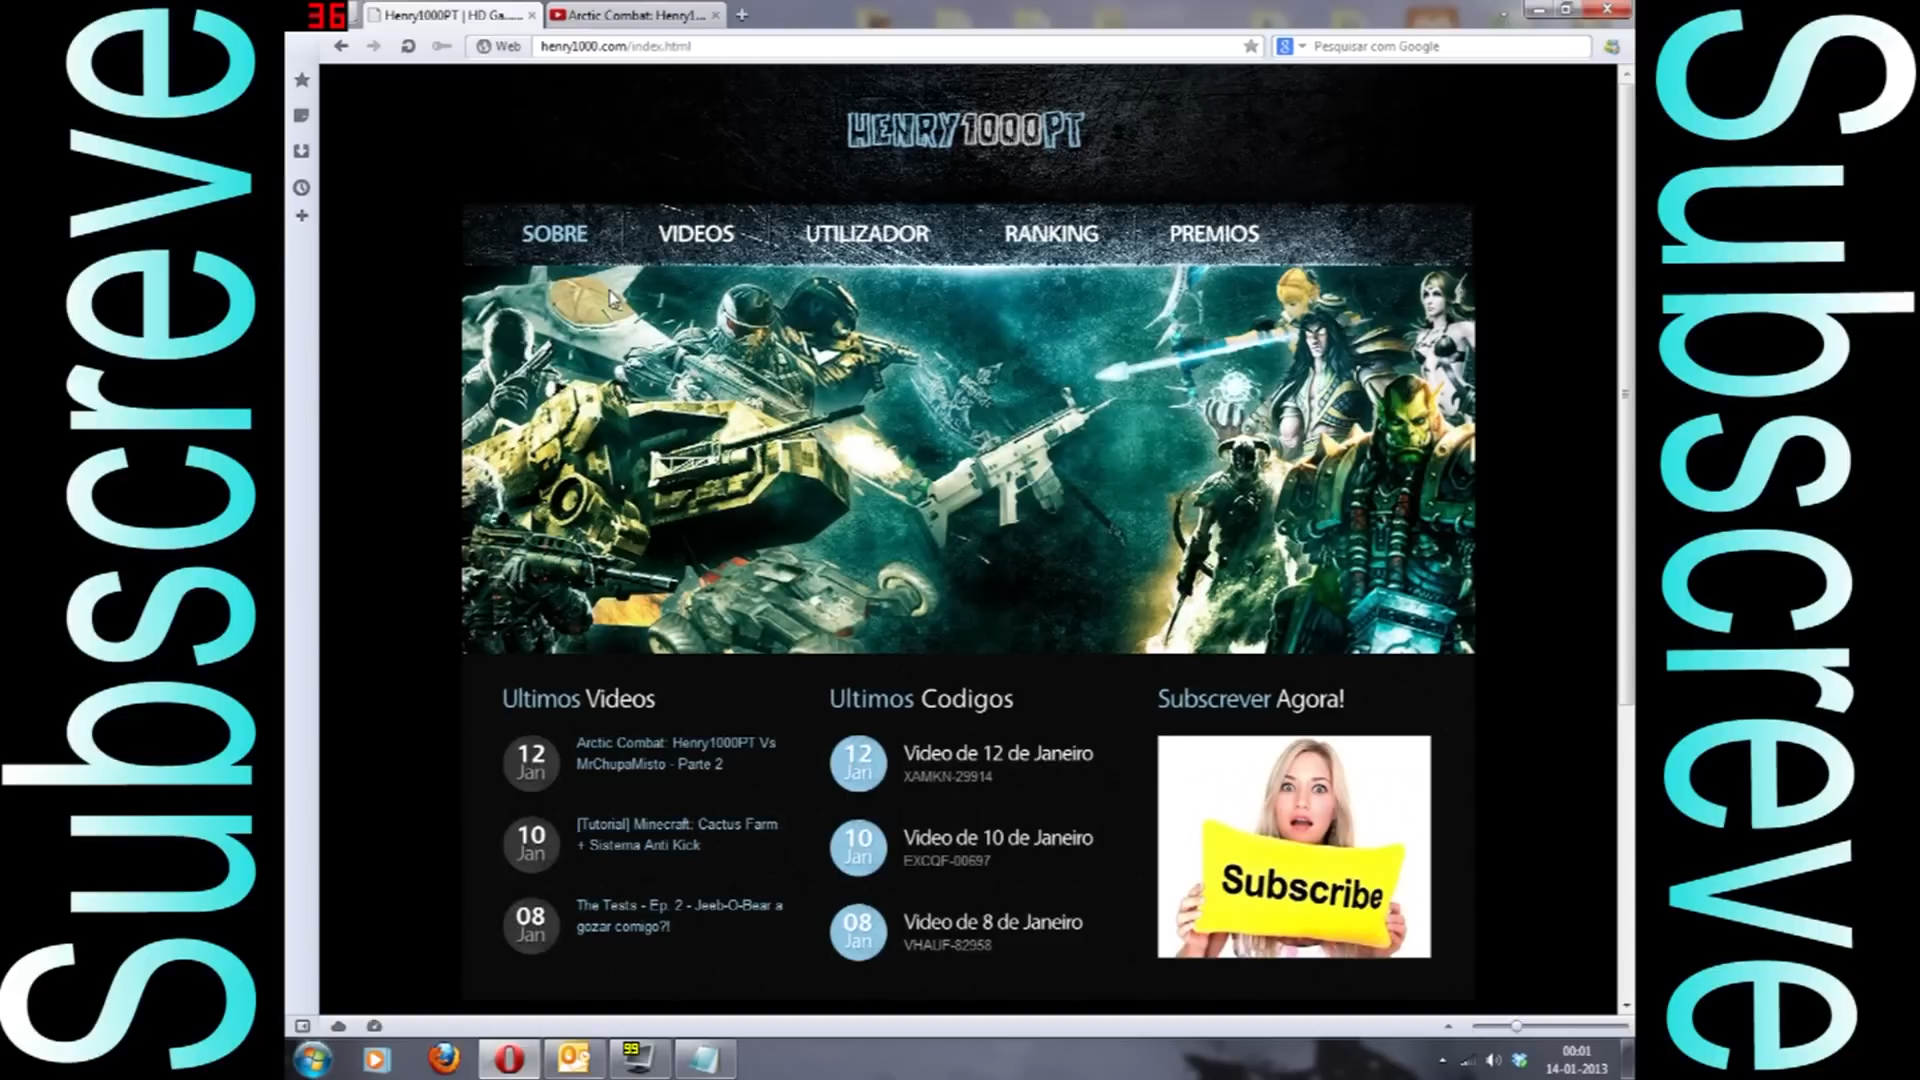 Subscreve
36
Henry1000PT | HD Ga...
Arctic Combat: Henry1...
Web
henry1000.com/index.html
Pesquisar com Google
HENRY1000PT
SOBRE
VIDEOS
UTILIZADOR
RANKING
PREMIOS
Ultimos Videos
12
Jan
Arctic Combat: Henry1000PT Vs
MrChupaMisto - Parte 2
10
Jan
[Tutorial] Minecraft: Cactus Farm
+ Sistema Anti Kick
08
Jan
The Tests - Ep. 2 - Jeeb-O-Bear a
gozar comigo?!
Ultimos Codigos
12
Jan
Video de 12 de Janeiro
XAMKN-29914
10
Jan
Video de 10 de Janeiro
EXCQF-00697
08
Jan
Video de 8 de Janeiro
VHAUF-82958
Subscrever Agora!
Subscribe
99
00:01
14-01-2013
Subscreve